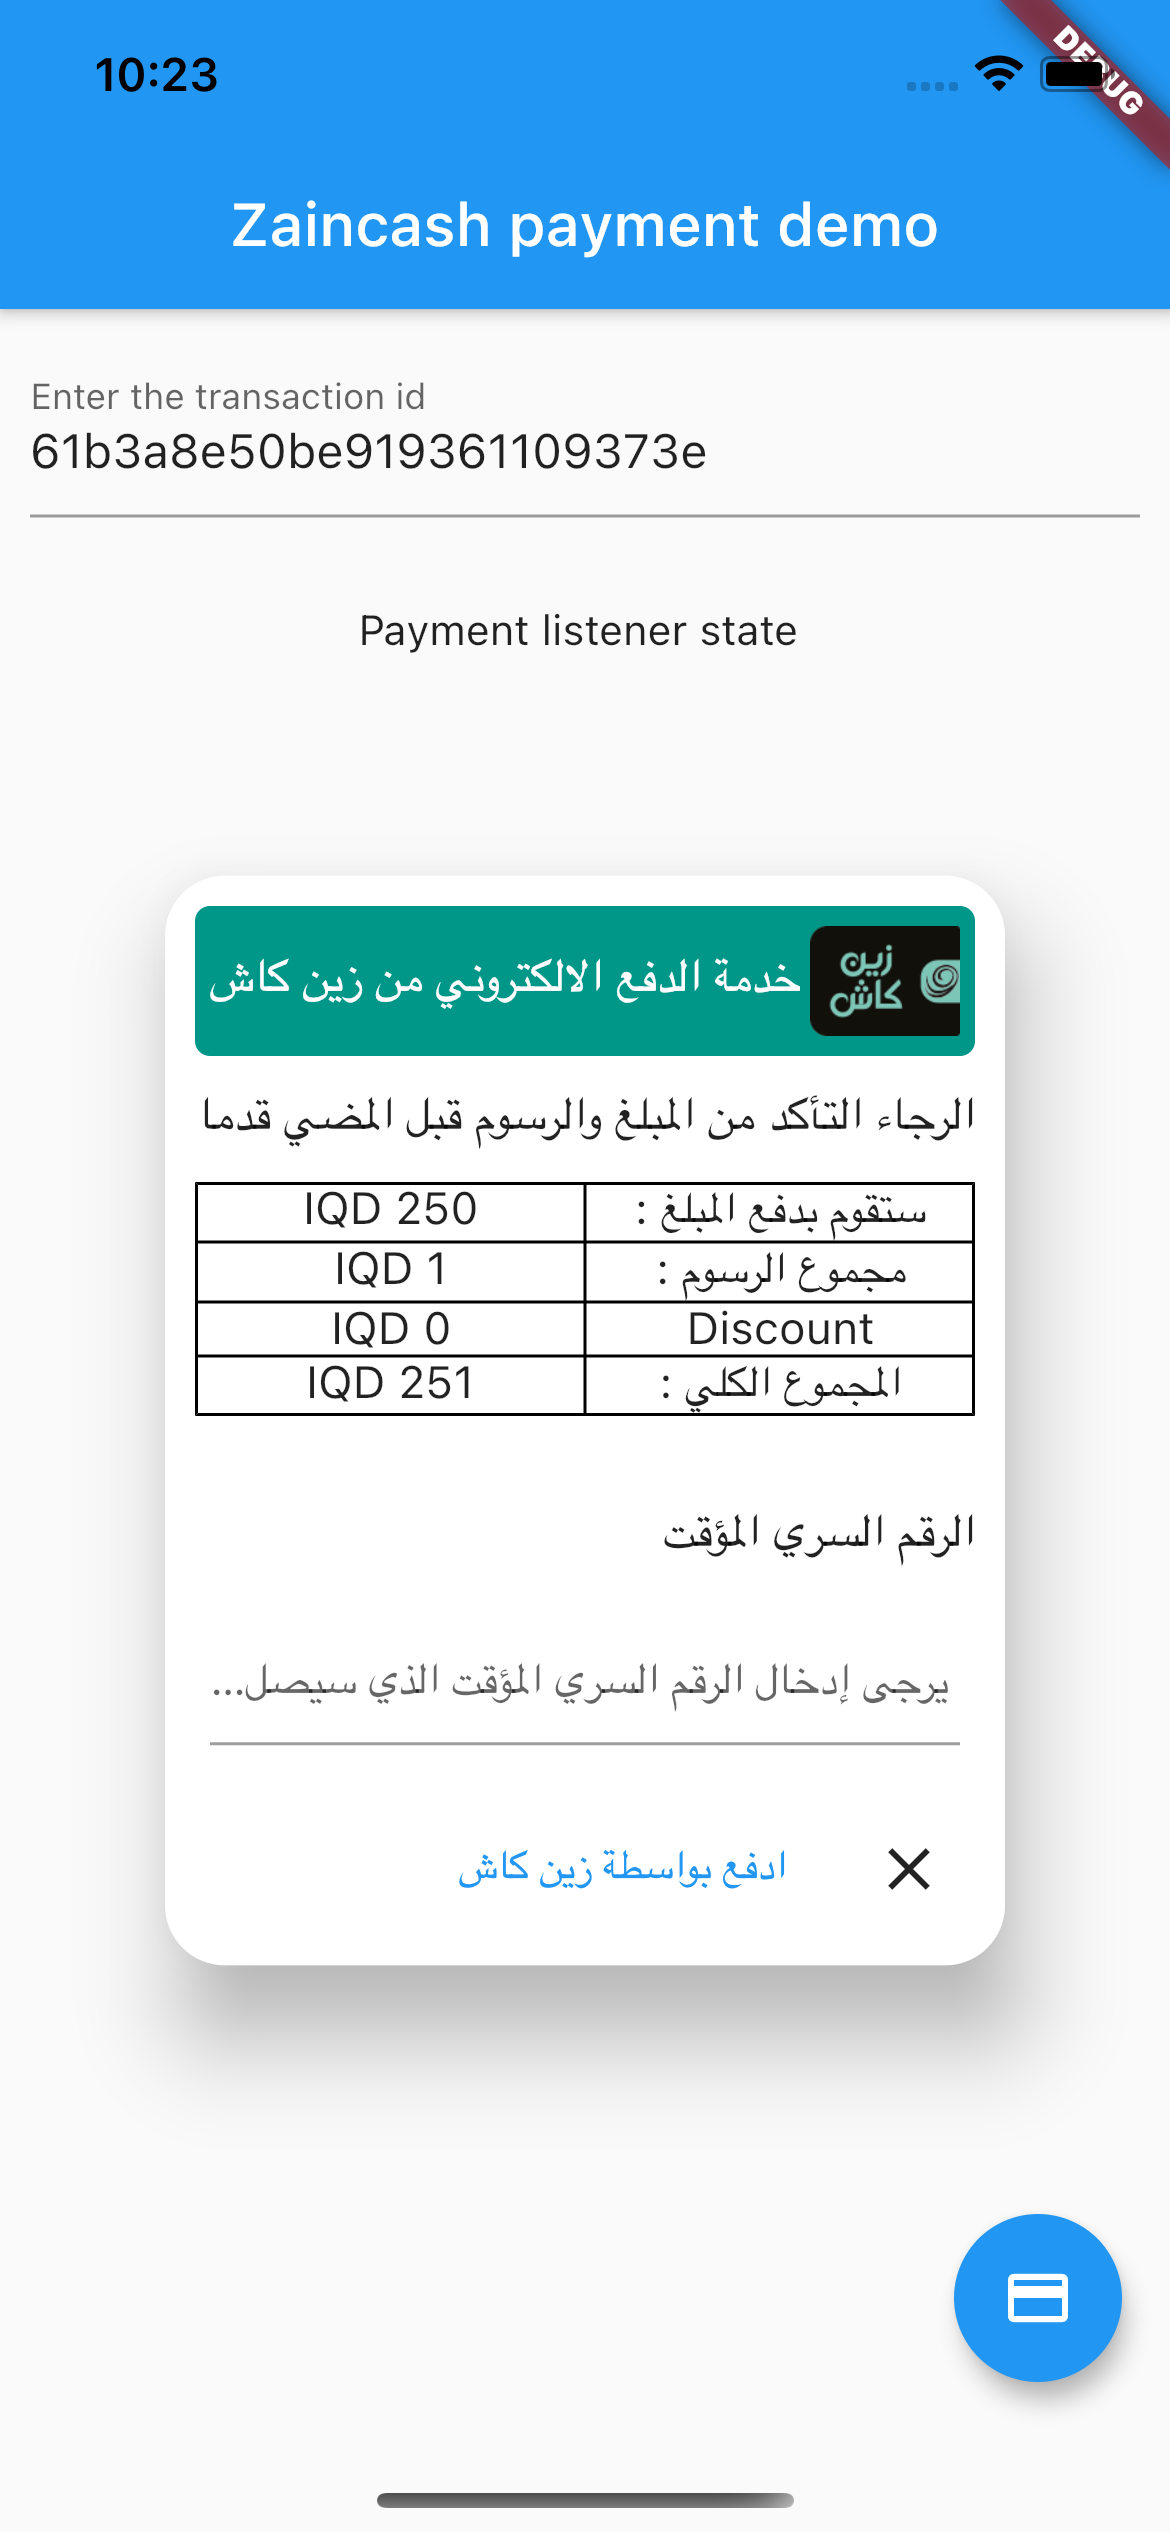 10:23
DEBUG
Zaincash payment demo
Enter the transaction id
61b3a8e50be919361109373e
Payment listener state
زين كاش
خدمة الدفع الالكتروني من زين كاش
الرجاء التأكد من المبلغ والرسوم قبل المضي قدما
ستقوم بدفع المبلغ : IQD 250
مجموع الرسوم : IQD 1
Discount IQD 0
المجموع الكلي : IQD 251
الرقم السري المؤقت
يرجى إدخال الرقم السري المؤقت الذي سيصل...
ادفع بواسطة زين كاش